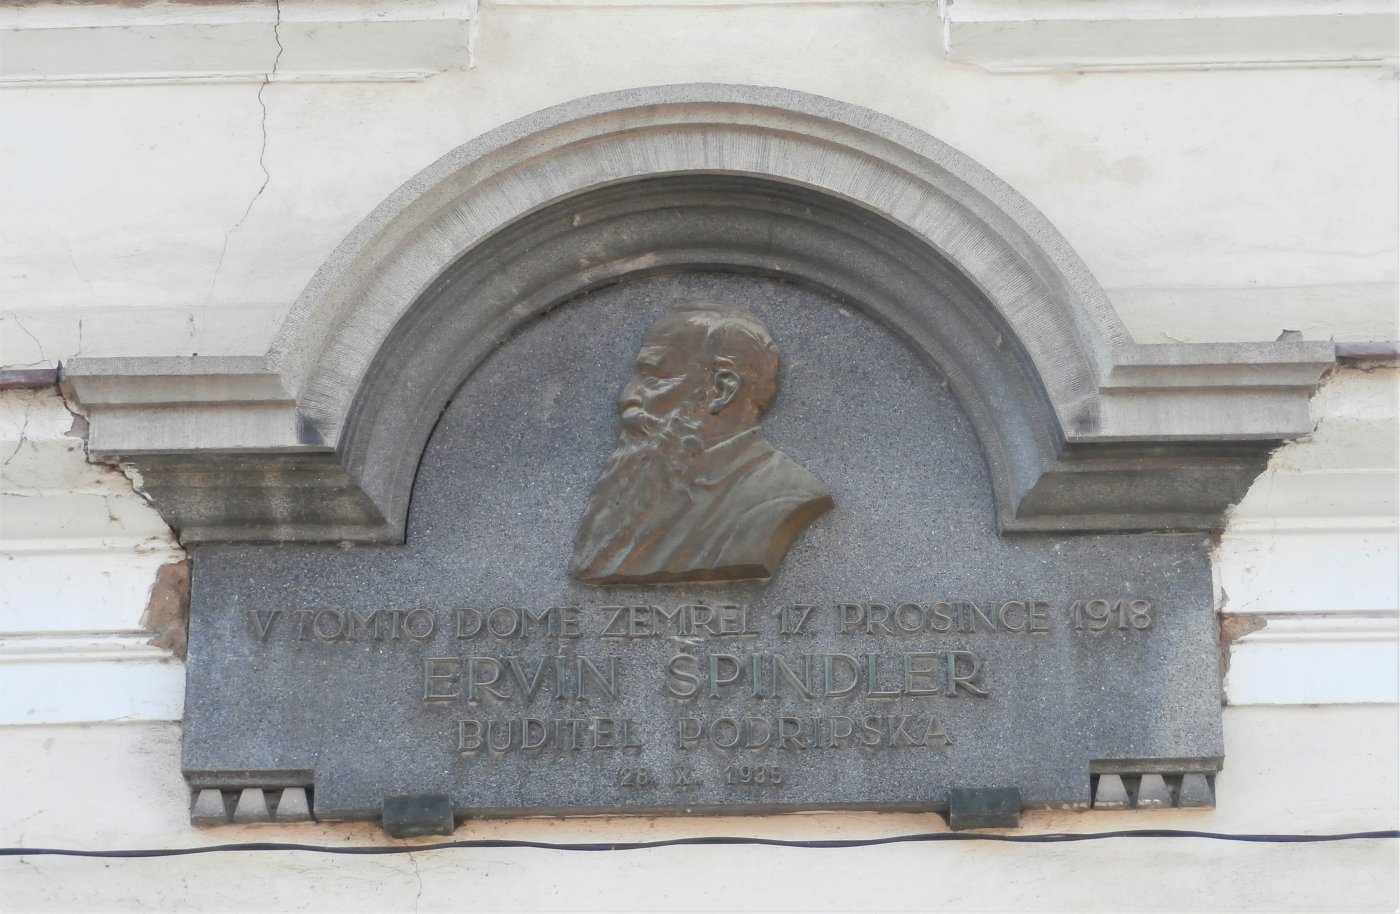 V TOMTO DOMĚ ZEMŘEL 17 PROSINCE 1918
ERVÍN ŠPINDLER
BUDITEL PODŘIPSKA
28. X. 1935